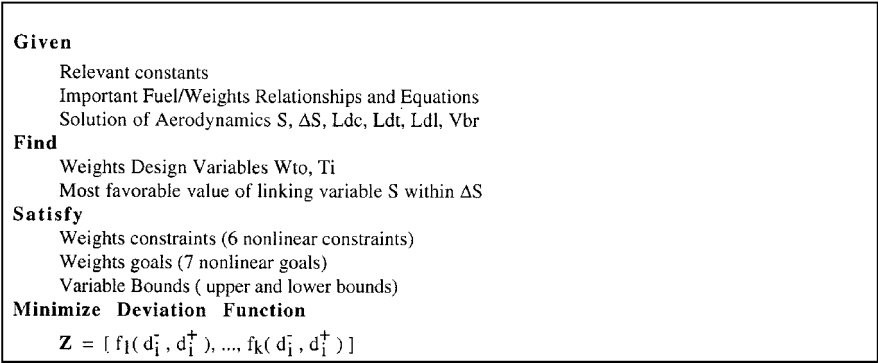 Given
Relevant constants
Important Fuel/Weights Relationships and Equations
Solution of Aerodynamics S, ΔS, Ldc, Ldt, Ldl, Vbr
Find
Weights Design Variables Wto, Ti
Most favorable value of linking variable S within ΔS
Satisfy
Weights constraints (6 nonlinear constraints)
Weights goals (7 nonlinear goals)
Variable Bounds ( upper and lower bounds)
Minimize Deviation Function
Z = [ f1( d⁻i , d⁺i ), ..., fk( d⁻i , d⁺i ) ]